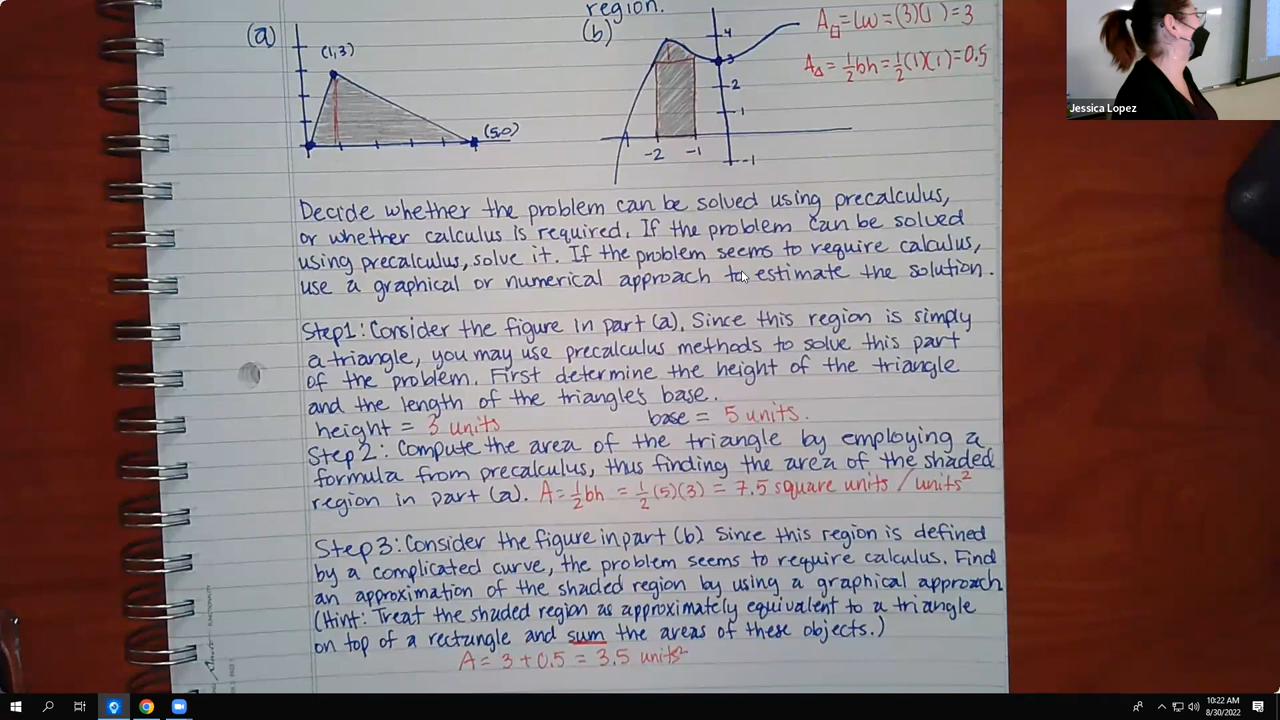 region.
(a)
(1,3)
(5,0)
(b)
4
3
2
1
-2
-1
-1
A□ = lw = (3)(1) = 3
A△ = ½bh = ½(1)(1) = 0.5
Jessica Lopez
Decide whether the problem can be solved using precalculus,
or whether calculus is required. If the problem can be solved
using precalculus, solve it. If the problem seems to require calculus,
use a graphical or numerical approach to estimate the solution.
Step 1: Consider the figure in part (a). Since this region is simply
a triangle, you may use precalculus methods to solve this part
of the problem. First determine the height of the triangle
and the length of the triangle's base.
height = 3 units base = 5 units.
Step 2: Compute the area of the triangle by employing a
formula from precalculus, thus finding the area of the shaded
region in part (a). A = ½bh = ½(5)(3) = 7.5 square units / units²
Step 3: Consider the figure in part (b) Since this region is defined
by a complicated curve, the problem seems to require calculus. Find
an approximation of the shaded region by using a graphical approach
(Hint: Treat the shaded region as approximately equivalent to a triangle
on top of a rectangle and sum the areas of these objects.)
A = 3 + 0.5 = 3.5 units²
10:22 AM
8/30/2022